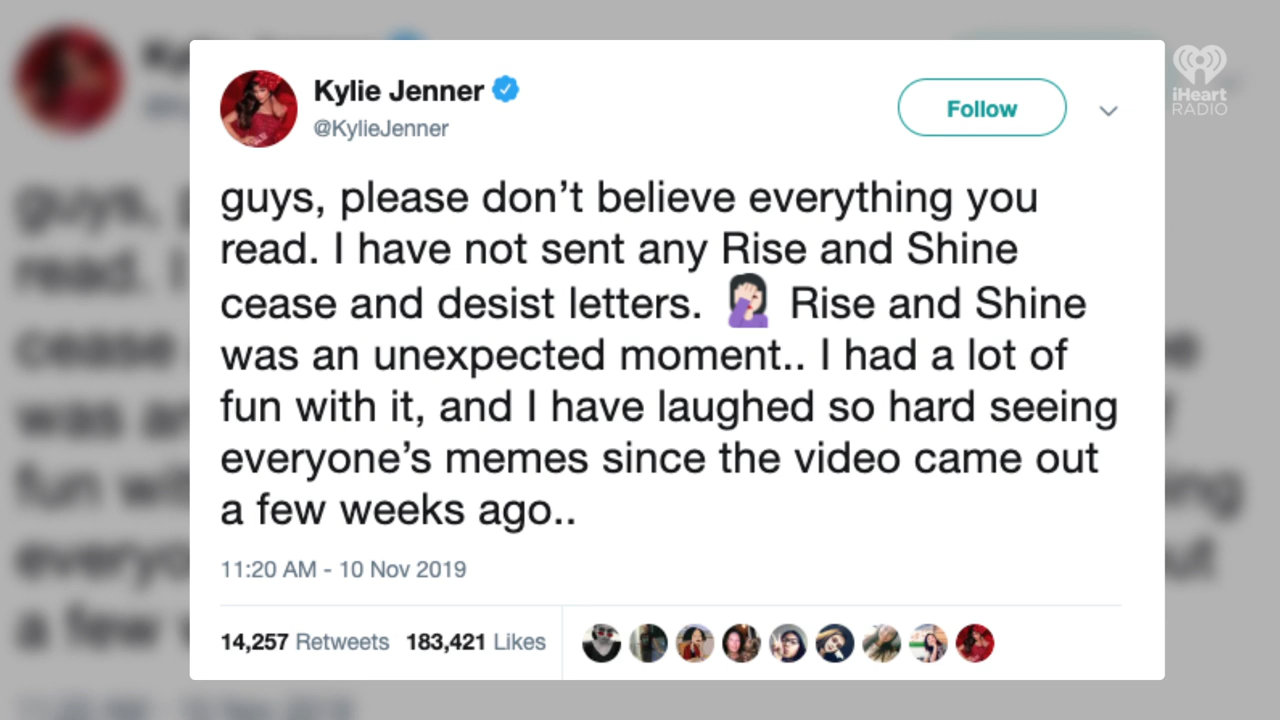 Kylie Jenner
@KylieJenner
Follow
iHeart
RADIO
guys, please don’t believe everything you
read. I have not sent any Rise and Shine
cease and desist letters. 🤦🏻‍♀️ Rise and Shine
was an unexpected moment.. I had a lot of
fun with it, and I have laughed so hard seeing
everyone’s memes since the video came out
a few weeks ago..
11:20 AM - 10 Nov 2019
14,257 Retweets 183,421 Likes